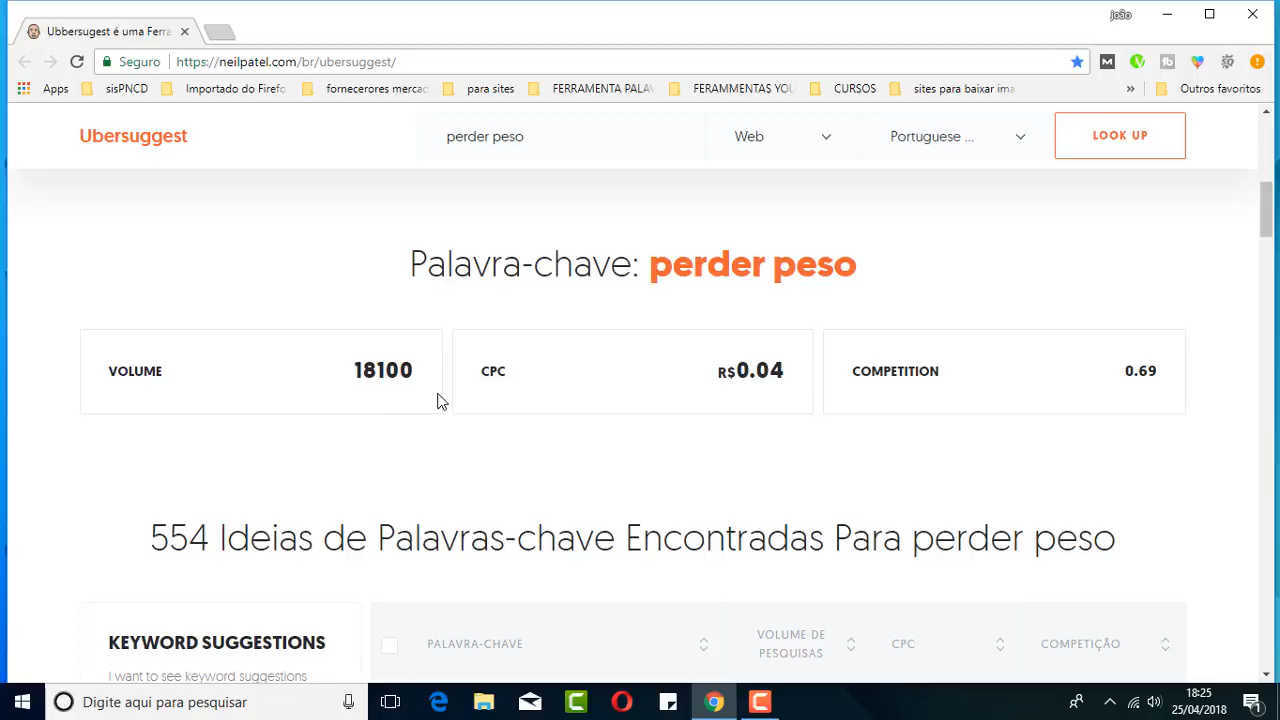 joão
Ubbersugest é uma Ferra
Seguro https://neilpatel.com/br/ubersuggest/
Apps sisPNCD Importado do Firefo fornecerores mercac para sites FERRAMENTA PALA FERAMMENTAS YOU CURSOS sites para baixar ima » Outros favoritos
Ubersuggest perder peso Web Portuguese ... LOOK UP
Palavra-chave: perder peso
VOLUME 18100 CPC R$0.04 COMPETITION 0.69
554 Ideias de Palavras-chave Encontradas Para perder peso
KEYWORD SUGGESTIONS PALAVRA-CHAVE VOLUME DE PESQUISAS CPC COMPETIÇÃO
I want to see keyword suggestions
Digite aqui para pesquisar
18:25
25/04/2018